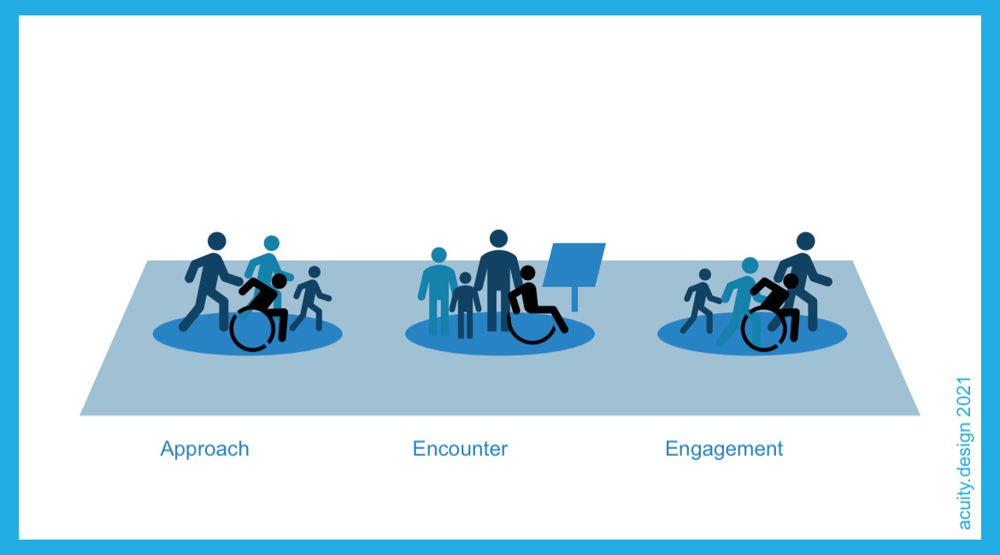 Approach
Encounter
Engagement
acuity.design 2021